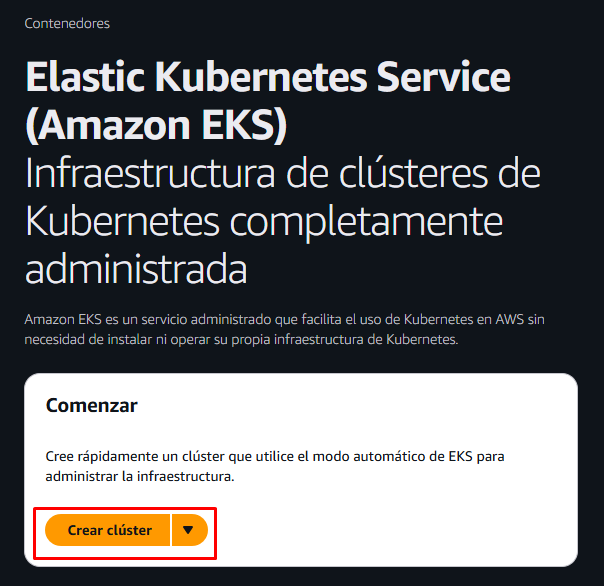 Contenedores
Elastic Kubernetes Service
(Amazon EKS)
Infraestructura de clústeres de
Kubernetes completamente
administrada
Amazon EKS es un servicio administrado que facilita el uso de Kubernetes en AWS sin
necesidad de instalar ni operar su propia infraestructura de Kubernetes.
Comenzar
Cree rápidamente un clúster que utilice el modo automático de EKS para
administrar la infraestructura.
Crear clúster